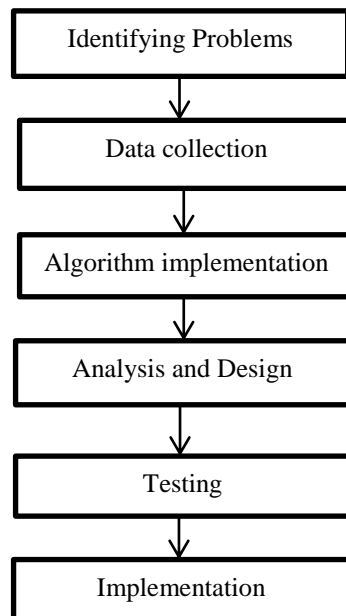 Identifying Problems
Data collection
Algorithm implementation
Analysis and Design
Testing
Implementation